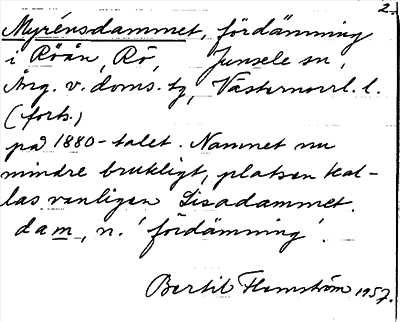 2.
Myrénsdammet, fördämning
i Röån, Rö, Junsele sn,
Ång. v. doms. tg, Västernorrl. l.
(forts.)
på 1880-talet. Namnet nu
mindre brukligt, platsen kal-
las vanligen Lisadammet.
dam, n. 'fördämning'.
Bertil Flemström 1957.